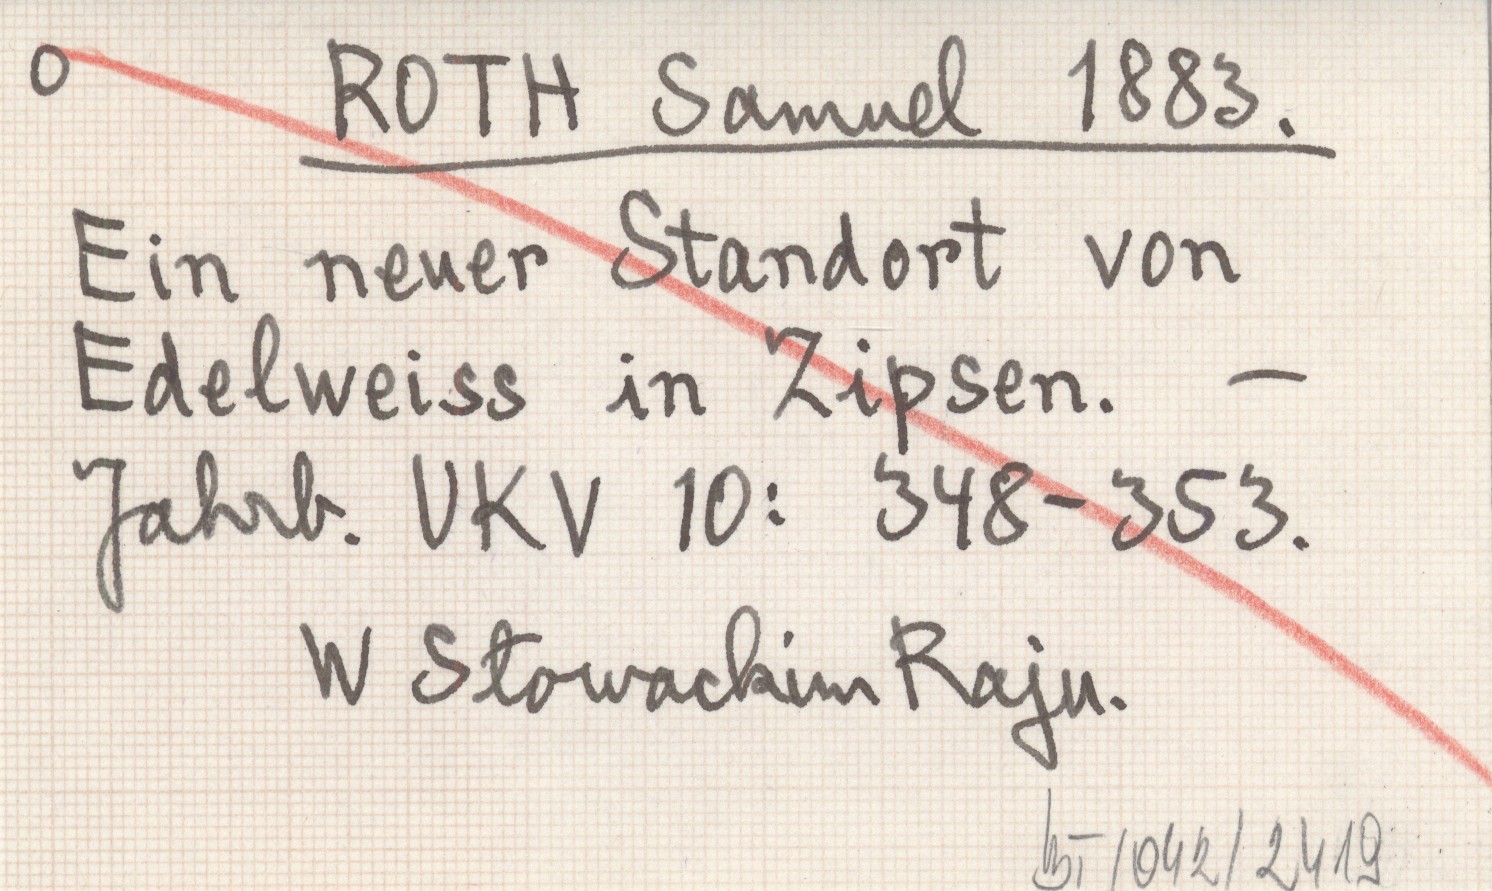 O ROTH Samuel 1883.
Ein neuer Standort von
Edelweiss in Zipsen. –
Jahrb. UKV 10: 348-353.
W Słowackim Raju.
/042/2419